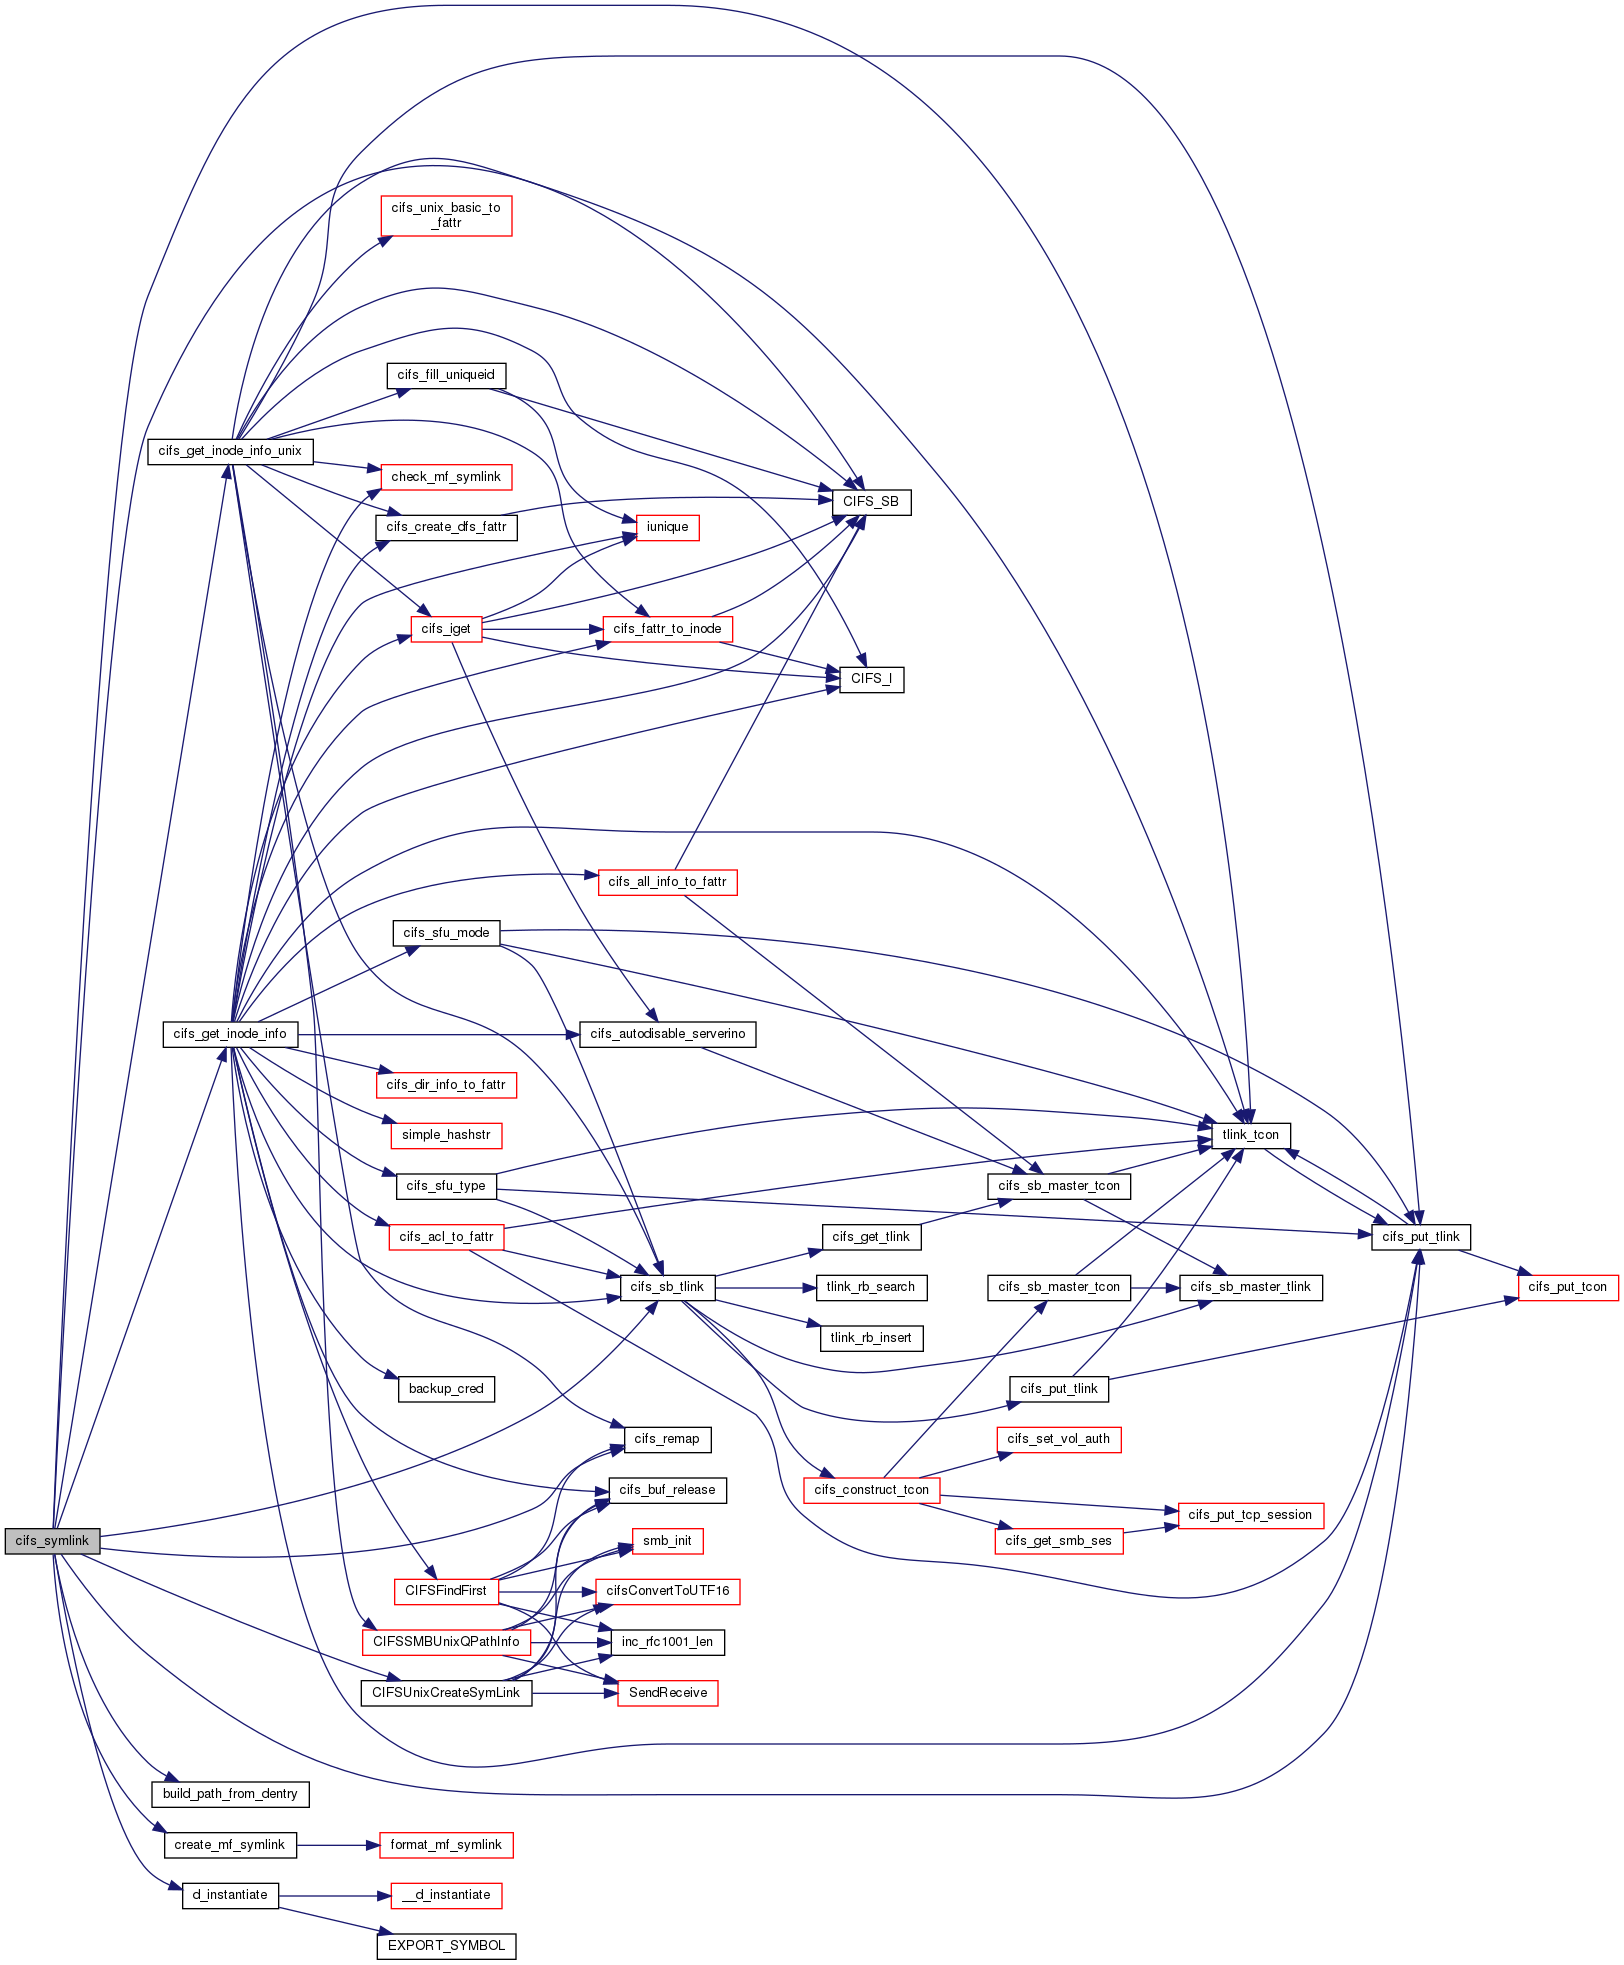 cifs_unix_basic_to
_fattr
cifs_fill_uniqueid
cifs_get_inode_info_unix
check_mf_symlink
CIFS_SB
cifs_create_dfs_fattr
iunique
cifs_iget
cifs_fattr_to_inode
CIFS_I
cifs_all_info_to_fattr
cifs_sfu_mode
cifs_get_inode_info
cifs_autodisable_serverino
cifs_dir_info_to_fattr
simple_hashstr
tlink_tcon
cifs_sfu_type
cifs_sb_master_tcon
cifs_acl_to_fattr
cifs_get_tlink
cifs_put_tlink
cifs_sb_tlink
tlink_rb_search
cifs_sb_master_tcon
cifs_sb_master_tlink
cifs_put_tcon
tlink_rb_insert
backup_cred
cifs_put_tlink
cifs_remap
cifs_set_vol_auth
cifs_buf_release
cifs_construct_tcon
cifs_put_tcp_session
cifs_symlink
smb_init
cifs_get_smb_ses
CIFSFindFirst
cifsConvertToUTF16
CIFSSMBUnixQPathInfo
inc_rfc1001_len
CIFSUnixCreateSymLink
SendReceive
build_path_from_dentry
create_mf_symlink
format_mf_symlink
d_instantiate
__d_instantiate
EXPORT_SYMBOL